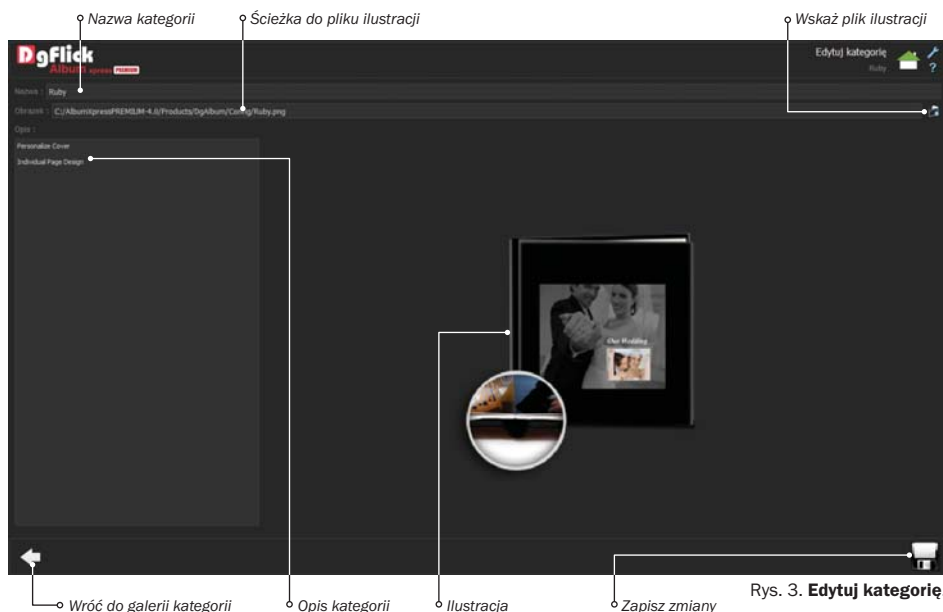 Nazwa kategorii
Ścieżka do pliku ilustracji
Wskaż plik ilustracji
DgFlick
Album xpress PREMIUM
Edytuj kategorię
Ruby
?
Nazwa : Ruby
Obrazek : C:/AlbumXpressPREMIUM-4.0/Products/DgAlbum/Config/Ruby.png
Opis :
Personalize Cover
Individual Page Design
Our Wedding
Rys. 3. Edytuj kategorię
Wróć do galerii kategorii
Opis kategorii
Ilustracja
Zapisz zmiany